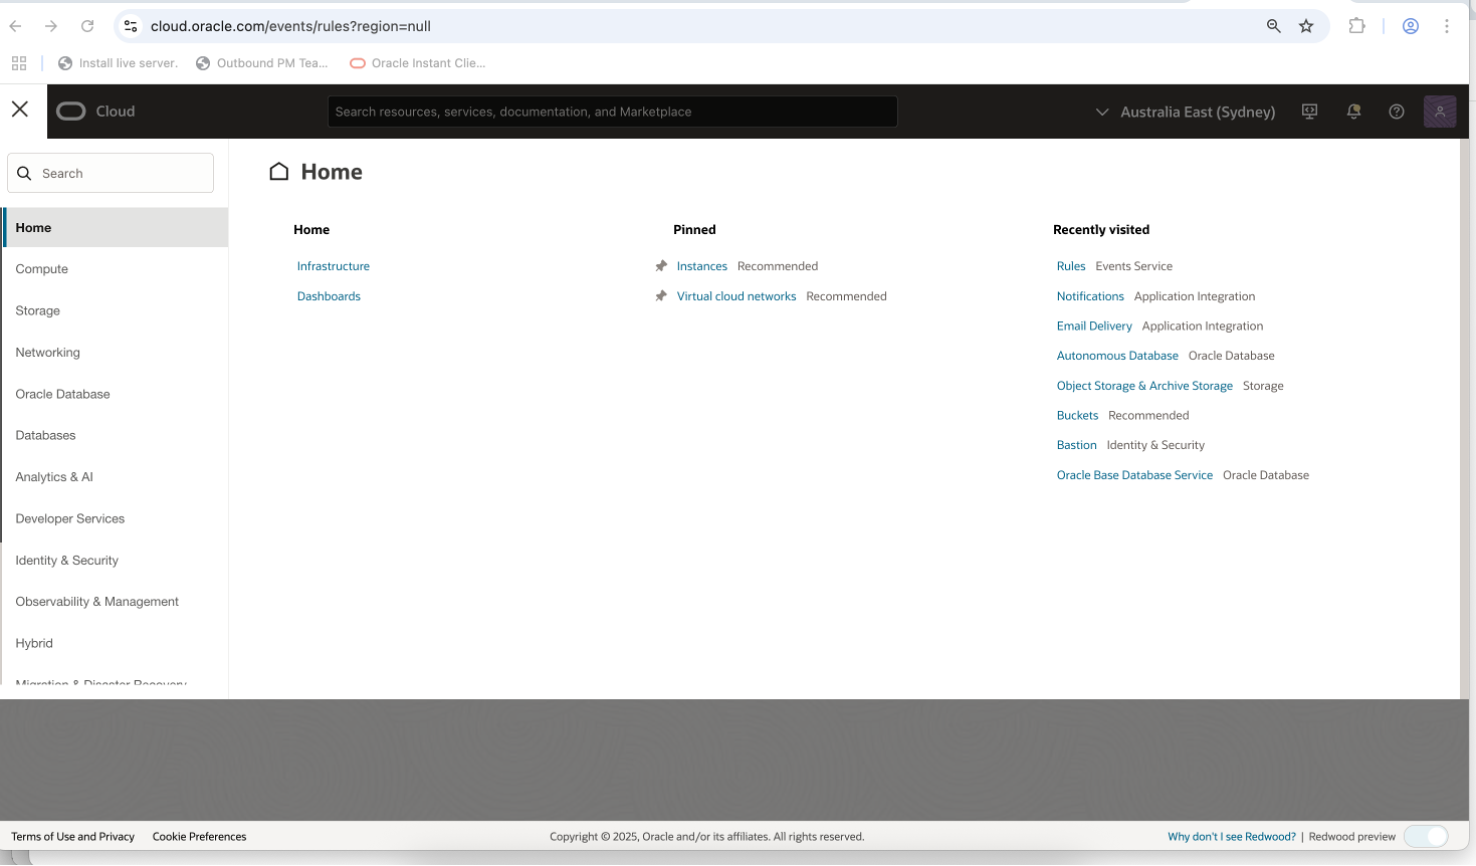 cloud.oracle.com/events/rules?region=null
Install live server.
Outbound PM Tea...
Oracle Instant Clie...
Cloud
Search resources, services, documentation, and Marketplace
Australia East (Sydney)
Search
Home
Compute
Storage
Networking
Oracle Database
Databases
Analytics & AI
Developer Services
Identity & Security
Observability & Management
Hybrid
Migration & Disaster Recovery
Home
Home
Infrastructure
Dashboards
Pinned
Instances Recommended
Virtual cloud networks Recommended
Recently visited
Rules Events Service
Notifications Application Integration
Email Delivery Application Integration
Autonomous Database Oracle Database
Object Storage & Archive Storage Storage
Buckets Recommended
Bastion Identity & Security
Oracle Base Database Service Oracle Database
Terms of Use and Privacy Cookie Preferences
Copyright © 2025, Oracle and/or its affiliates. All rights reserved.
Why don't I see Redwood? | Redwood preview